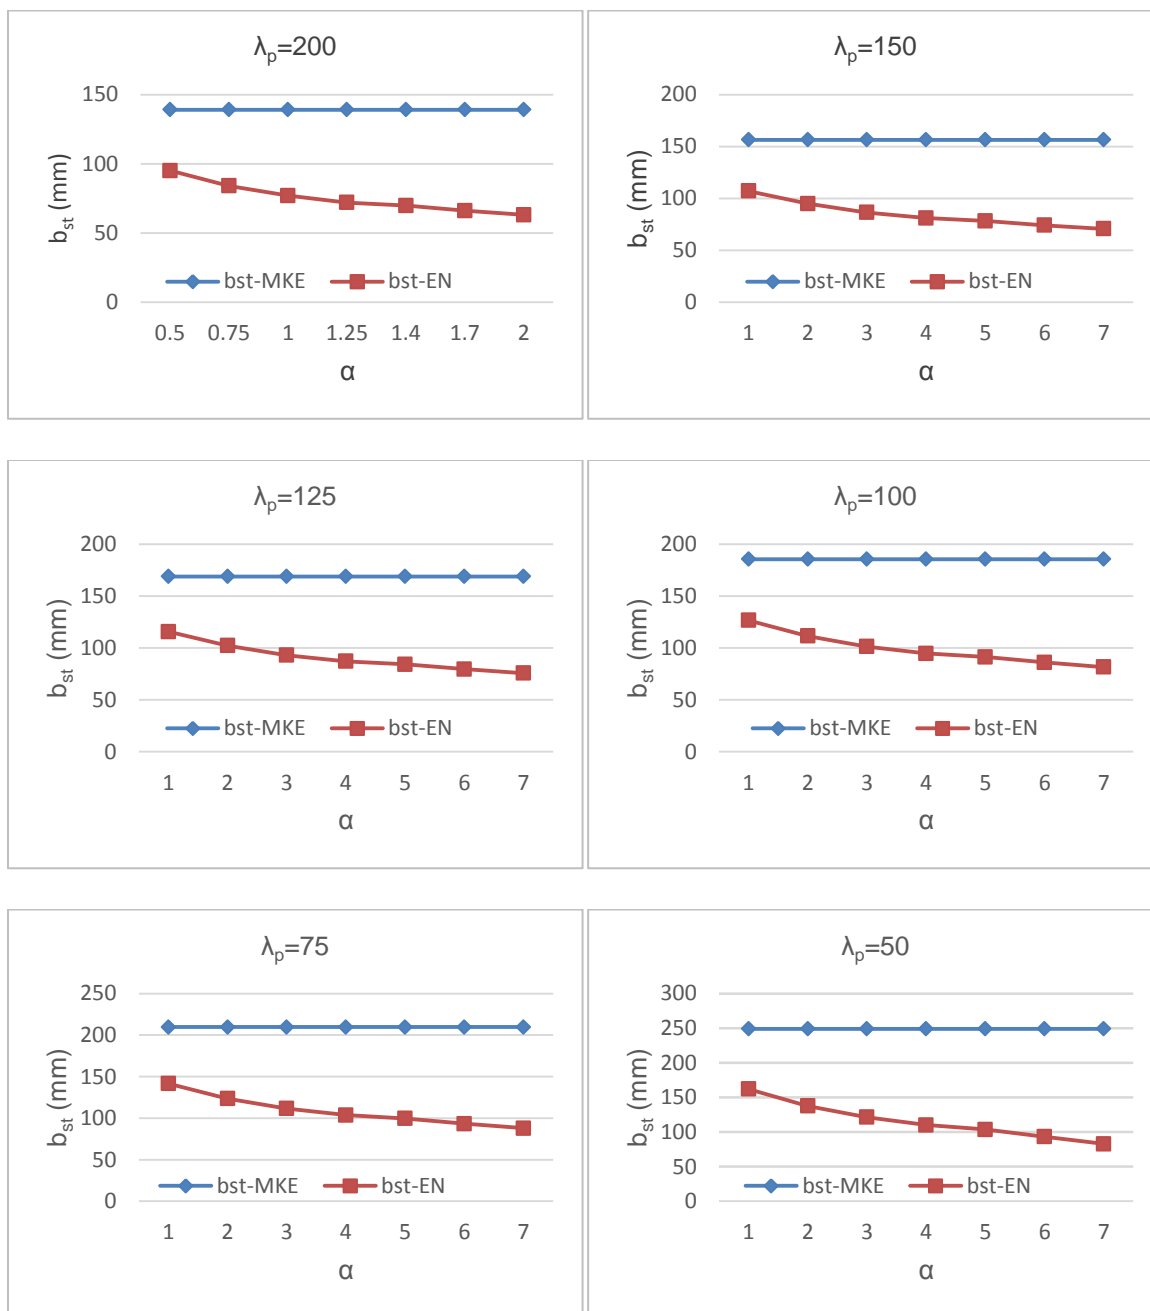 λp=200
150
100
50
0
bst (mm)
bst-MKE bst-EN
0.5 0.75 1 1.25 1.4 1.7 2
α
λp=150
200
150
100
50
0
bst (mm)
bst-MKE bst-EN
1 2 3 4 5 6 7
α
λp=125
200
150
100
50
0
bst (mm)
bst-MKE bst-EN
1 2 3 4 5 6 7
α
λp=100
200
150
100
50
0
bst (mm)
bst-MKE bst-EN
1 2 3 4 5 6 7
α
λp=75
250
200
150
100
50
0
bst (mm)
bst-MKE bst-EN
1 2 3 4 5 6 7
α
λp=50
300
250
200
150
100
50
0
bst (mm)
bst-MKE bst-EN
1 2 3 4 5 6 7
α